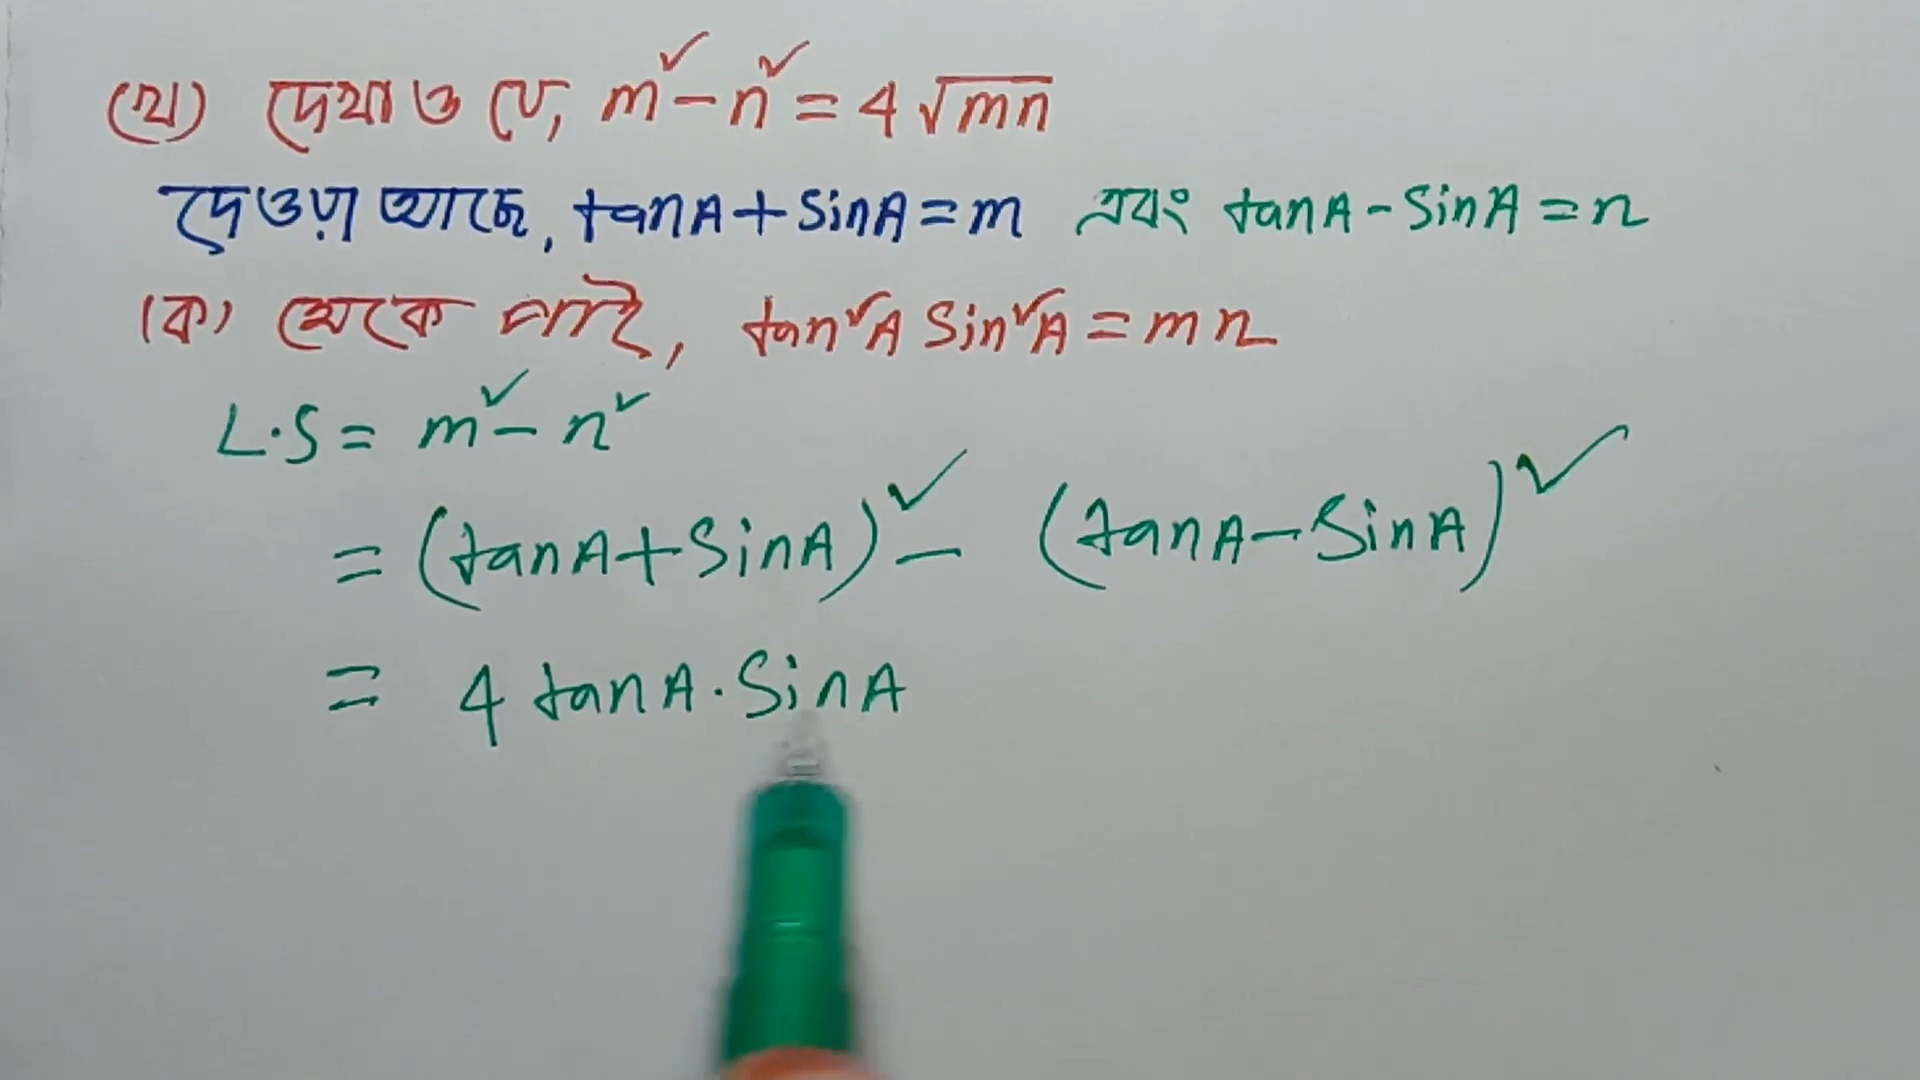 (খ) দেখাও যে, m² - n² = 4√mn
দেওয়া আছে, tanA + sinA = m এবং tanA - sinA = n
(ক) থেকে পাই, tan²A sin²A = mn
L.S = m² - n²
= (tanA + sinA)² - (tanA - sinA)²
= 4 tanA . sinA